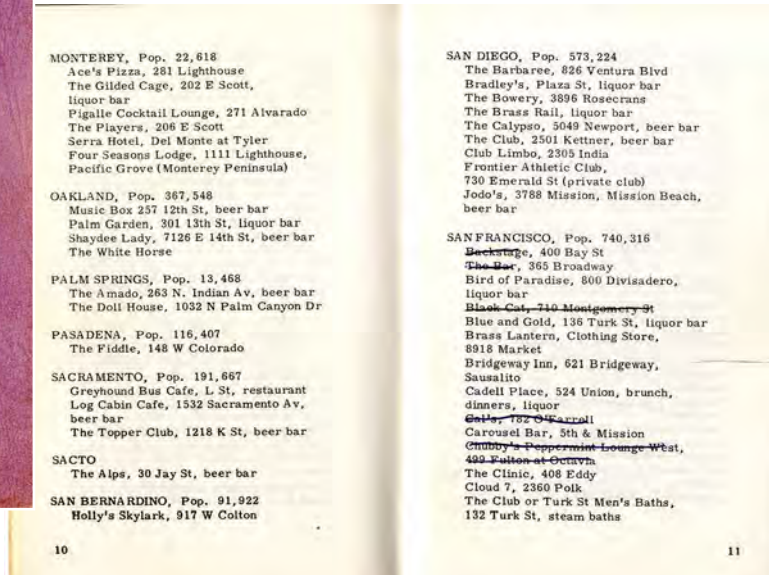 MONTEREY, Pop. 22,618
Ace's Pizza, 281 Lighthouse
The Gilded Cage, 202 E Scott,
liquor bar
Pigalle Cocktail Lounge, 271 Alvarado
The Players, 206 E Scott
Serra Hotel, Del Monte at Tyler
Four Seasons Lodge, 1111 Lighthouse,
Pacific Grove (Monterey Peninsula)
OAKLAND, Pop. 367,548
Music Box 257 12th St, beer bar
Palm Garden, 301 13th St, liquor bar
Shaydee Lady, 7126 E 14th St, beer bar
The White Horse
PALM SPRINGS, Pop. 13,468
The Amado, 263 N. Indian Av, beer bar
The Doll House, 1032 N Palm Canyon Dr
PASADENA, Pop. 116,407
The Fiddle, 148 W Colorado
SACRAMENTO, Pop. 191,667
Greyhound Bus Cafe, L St, restaurant
Log Cabin Cafe, 1532 Sacramento Av,
beer bar
The Topper Club, 1218 K St, beer bar
SACTO
The Alps, 30 Jay St, beer bar
SAN BERNARDINO, Pop. 91,922
Holly's Skylark, 917 W Colton
10
SAN DIEGO, Pop. 573,224
The Barbaree, 826 Ventura Blvd
Bradley's, Plaza St, liquor bar
The Bowery, 3896 Rosecrans
The Brass Rail, liquor bar
The Calypso, 5049 Newport, beer bar
The Club, 2501 Kettner, beer bar
Club Limbo, 2305 India
Frontier Athletic Club,
730 Emerald St (private club)
Jodo's, 3788 Mission, Mission Beach,
beer bar
SAN FRANCISCO, Pop. 740,316
Backstage, 400 Bay St
The Bar, 365 Broadway
Bird of Paradise, 800 Divisadero,
liquor bar
Black Cat, 710 Montgomery St
Blue and Gold, 136 Turk St, liquor bar
Brass Lantern, Clothing Store,
8918 Market
Bridgeway Inn, 621 Bridgeway,
Sausalito
Cadell Place, 524 Union, brunch,
dinners, liquor
Cal's, 782 O'Farrell
Carousel Bar, 5th & Mission
Chubby's Peppermint Lounge West,
499 Fulton at Octavia
The Clinic, 408 Eddy
Cloud 7, 2360 Polk
The Club or Turk St Men's Baths,
132 Turk St, steam baths
11